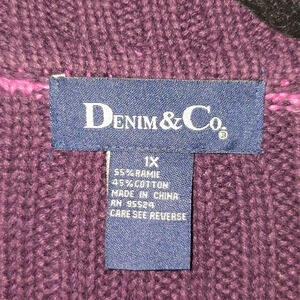 DENIM & CO.®
1X
55% RAMIE
45% COTTON
MADE IN CHINA
RN 95524
CARE SEE REVERSE